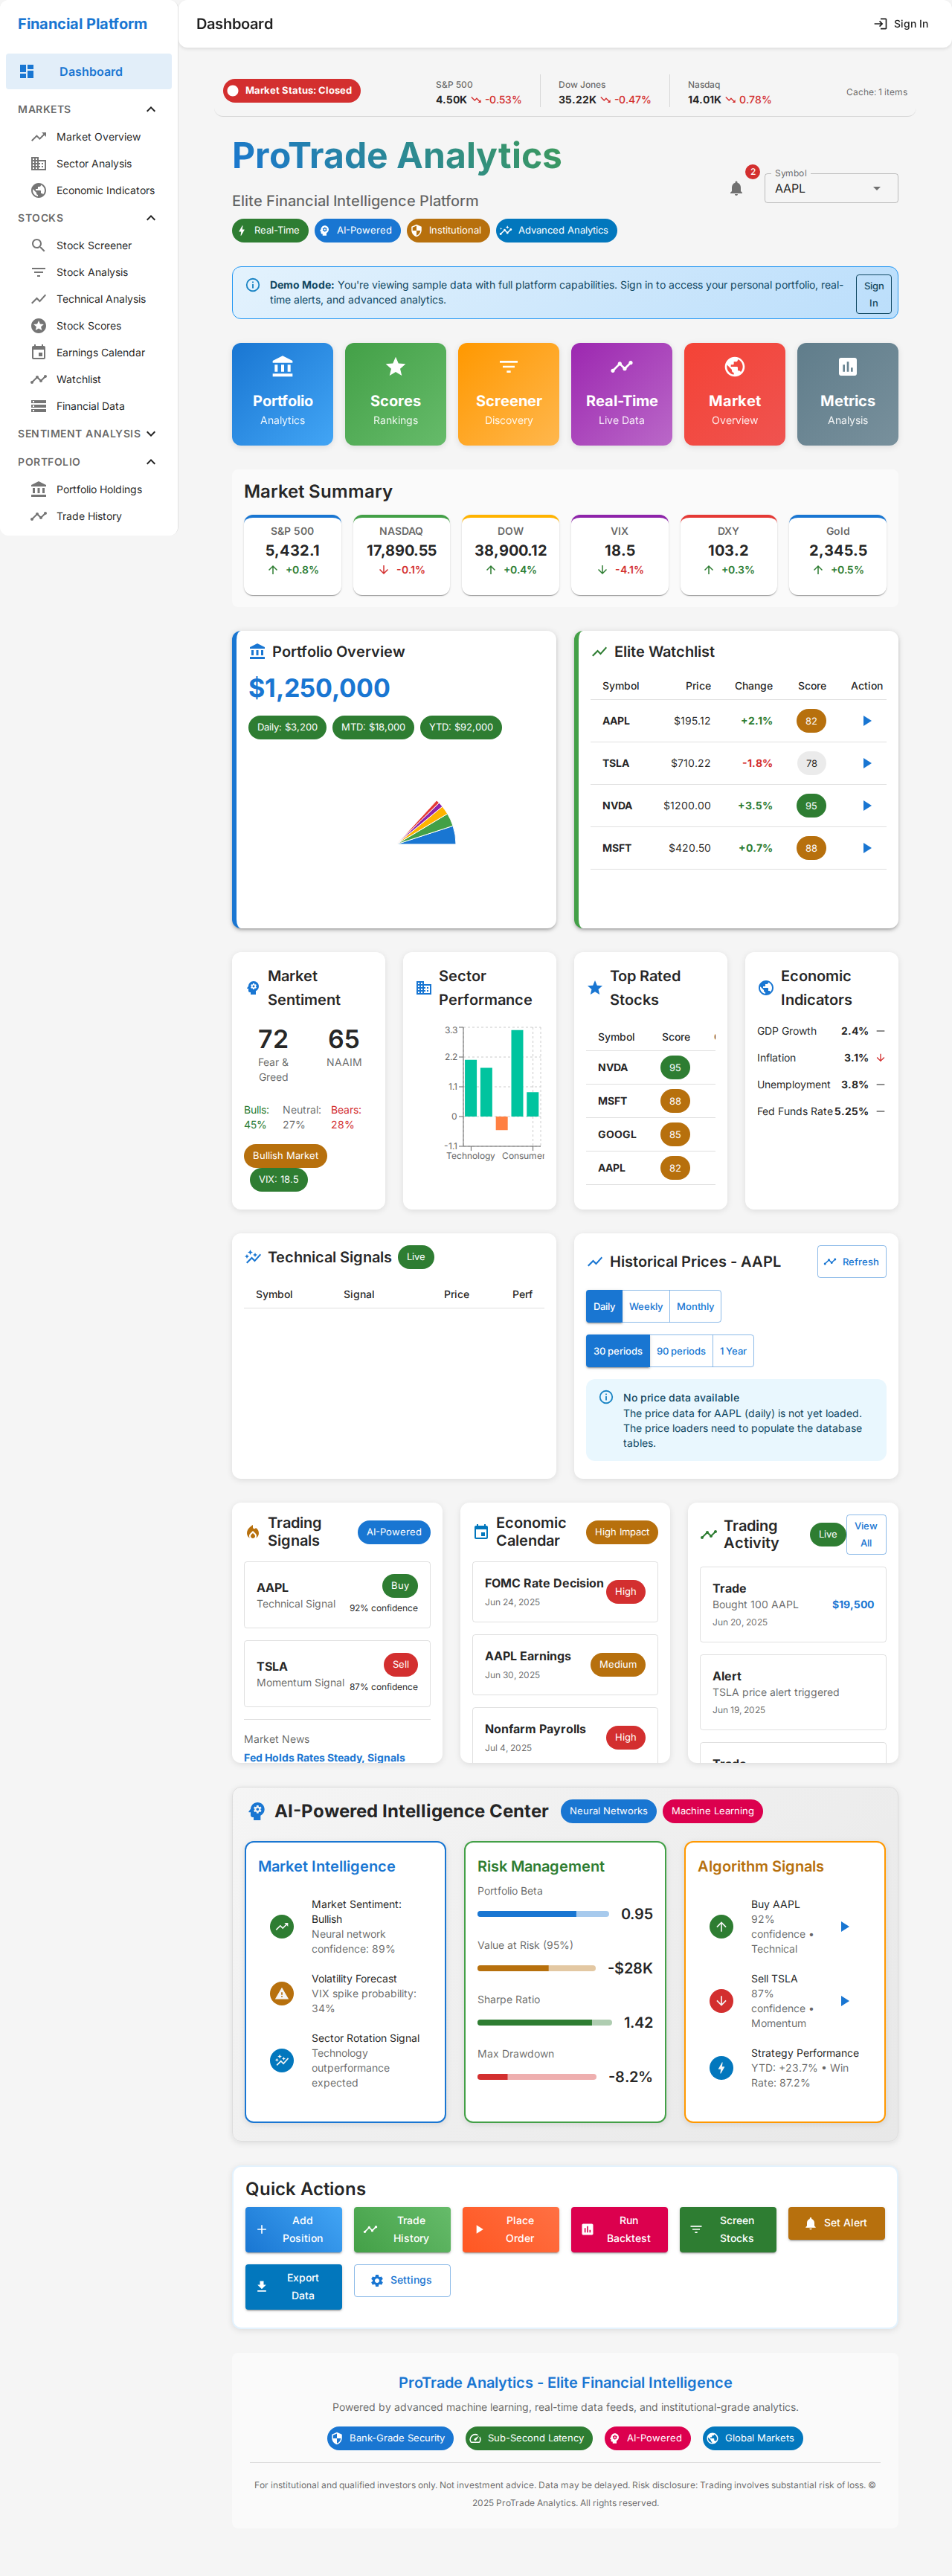 Financial Platform
Dashboard
MARKETS
Market Overview
Sector Analysis
Economic Indicators
STOCKS
Stock Screener
Stock Analysis
Technical Analysis
Stock Scores
Earnings Calendar
Watchlist
Financial Data
SENTIMENT ANALYSIS
PORTFOLIO
Portfolio Holdings
Trade History
Dashboard
Sign In
Market Status: Closed
S&P 500
4.50K -0.53%
Dow Jones
35.22K -0.47%
Nasdaq
14.01K 0.78%
Cache: 1 items
ProTrade Analytics
Elite Financial Intelligence Platform
Real-Time
AI-Powered
Institutional
Advanced Analytics
2
Symbol
AAPL
Demo Mode: You're viewing sample data with full platform capabilities. Sign in to access your personal portfolio, real-
time alerts, and advanced analytics.
Sign
In
Portfolio
Analytics
Scores
Rankings
Screener
Discovery
Real-Time
Live Data
Market
Overview
Metrics
Analysis
Market Summary
S&P 500
5,432.1
+0.8%
NASDAQ
17,890.55
-0.1%
DOW
38,900.12
+0.4%
VIX
18.5
-4.1%
DXY
103.2
+0.3%
Gold
2,345.5
+0.5%
Portfolio Overview
$1,250,000
Daily: $3,200
MTD: $18,000
YTD: $92,000
Elite Watchlist
Symbol Price Change Score Action
AAPL $195.12 +2.1% 82
TSLA $710.22 -1.8% 78
NVDA $1200.00 +3.5% 95
MSFT $420.50 +0.7% 88
Market
Sentiment
72
Fear &
Greed
65
NAAIM
Bulls:
45%
Neutral:
27%
Bears:
28%
Bullish Market
VIX: 18.5
Sector
Performance
3.3
2.2
1.1
0
-1.1
Technology Consumer
Top Rated
Stocks
Symbol Score
NVDA 95
MSFT 88
GOOGL 85
AAPL 82
Economic
Indicators
GDP Growth 2.4%
Inflation 3.1%
Unemployment 3.8%
Fed Funds Rate 5.25%
Technical Signals
Live
Symbol Signal Price Perf
Historical Prices - AAPL
Refresh
Daily Weekly Monthly
30 periods 90 periods 1 Year
No price data available
The price data for AAPL (daily) is not yet loaded.
The price loaders need to populate the database
tables.
Trading
Signals
AI-Powered
AAPL
Technical Signal
Buy
92% confidence
TSLA
Momentum Signal
Sell
87% confidence
Market News
Fed Holds Rates Steady, Signals
Economic
Calendar
High Impact
FOMC Rate Decision
Jun 24, 2025
High
AAPL Earnings
Jun 30, 2025
Medium
Nonfarm Payrolls
Jul 4, 2025
High
Trading
Activity
Live
View
All
Trade
Bought 100 AAPL
Jun 20, 2025
$19,500
Alert
TSLA price alert triggered
Jun 19, 2025
Trade
AI-Powered Intelligence Center
Neural Networks
Machine Learning
Market Intelligence
Market Sentiment:
Bullish
Neural network
confidence: 89%
Volatility Forecast
VIX spike probability:
34%
Sector Rotation Signal
Technology
outperformance
expected
Risk Management
Portfolio Beta
0.95
Value at Risk (95%)
-$28K
Sharpe Ratio
1.42
Max Drawdown
-8.2%
Algorithm Signals
Buy AAPL
92%
confidence •
Technical
Sell TSLA
87%
confidence •
Momentum
Strategy Performance
YTD: +23.7% • Win
Rate: 87.2%
Quick Actions
Add
Position
Trade
History
Place
Order
Run
Backtest
Screen
Stocks
Set Alert
Export
Data
Settings
ProTrade Analytics - Elite Financial Intelligence
Powered by advanced machine learning, real-time data feeds, and institutional-grade analytics.
Bank-Grade Security
Sub-Second Latency
AI-Powered
Global Markets
For institutional and qualified investors only. Not investment advice. Data may be delayed. Risk disclosure: Trading involves substantial risk of loss. ©
2025 ProTrade Analytics. All rights reserved.